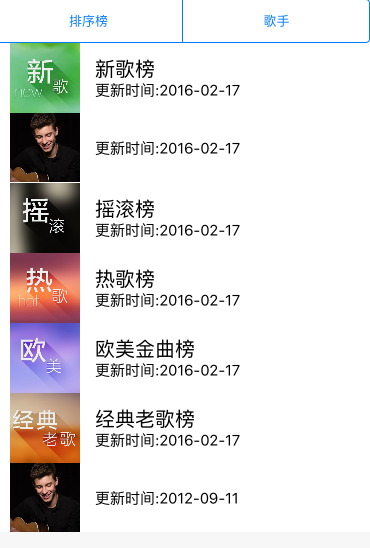 排序榜
歌手
新
now 歌
新歌榜
更新时间:2016-02-17
更新时间:2016-02-17
摇
滚
摇滚榜
更新时间:2016-02-17
热
hot 歌
热歌榜
更新时间:2016-02-17
欧
美
欧美金曲榜
更新时间:2016-02-17
经典
老歌
经典老歌榜
更新时间:2016-02-17
更新时间:2012-09-11